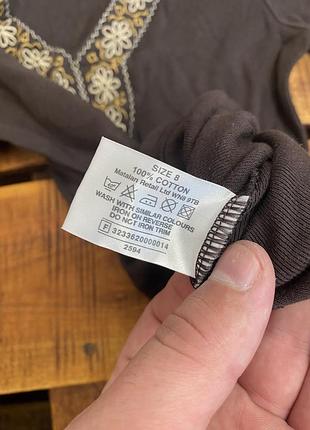 SIZE 8
100% COTTON
Matalan Retail Ltd WN8 9TB
WASH WITH SIMILAR COLOURS
IRON ON REVERSE
DO NOT IRON TRIM
F 3233620000014
2594